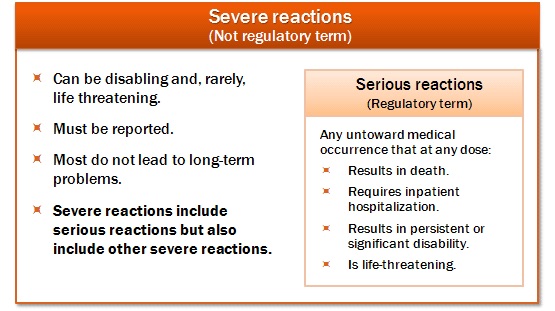 Severe reactions
(Not regulatory term)
Can be disabling and, rarely,
life threatening.
Must be reported.
Most do not lead to long-term
problems.
Severe reactions include
serious reactions but also
include other severe reactions.
Serious reactions
(Regulatory term)
Any untoward medical
occurrence that at any dose:
Results in death.
Requires inpatient
hospitalization.
Results in persistent or
significant disability.
Is life-threatening.